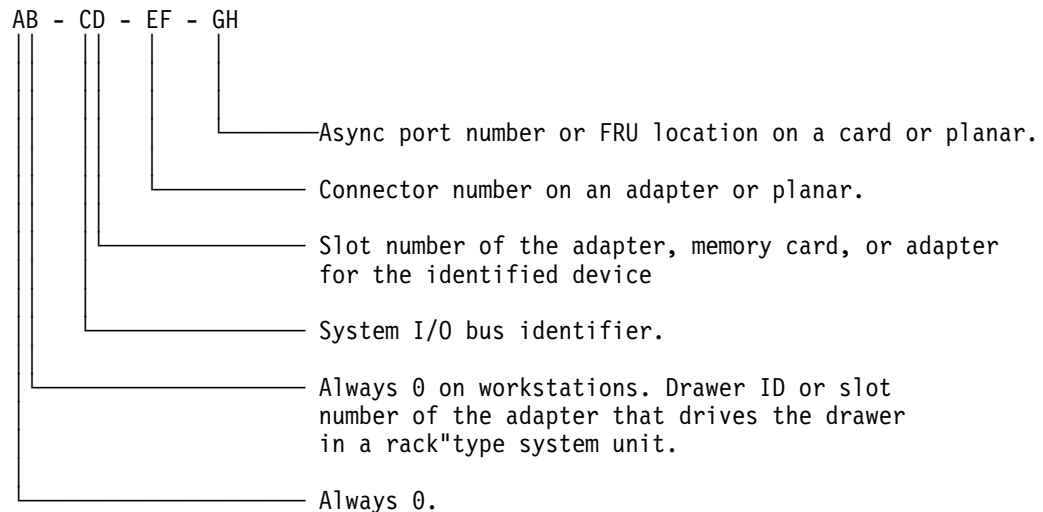 AB - CD - EF - GH
Async port number or FRU location on a card or planar.
Connector number on an adapter or planar.
Slot number of the adapter, memory card, or adapter
for the identified device
System I/O bus identifier.
Always 0 on workstations. Drawer ID or slot
number of the adapter that drives the drawer
in a rack"type system unit.
Always 0.